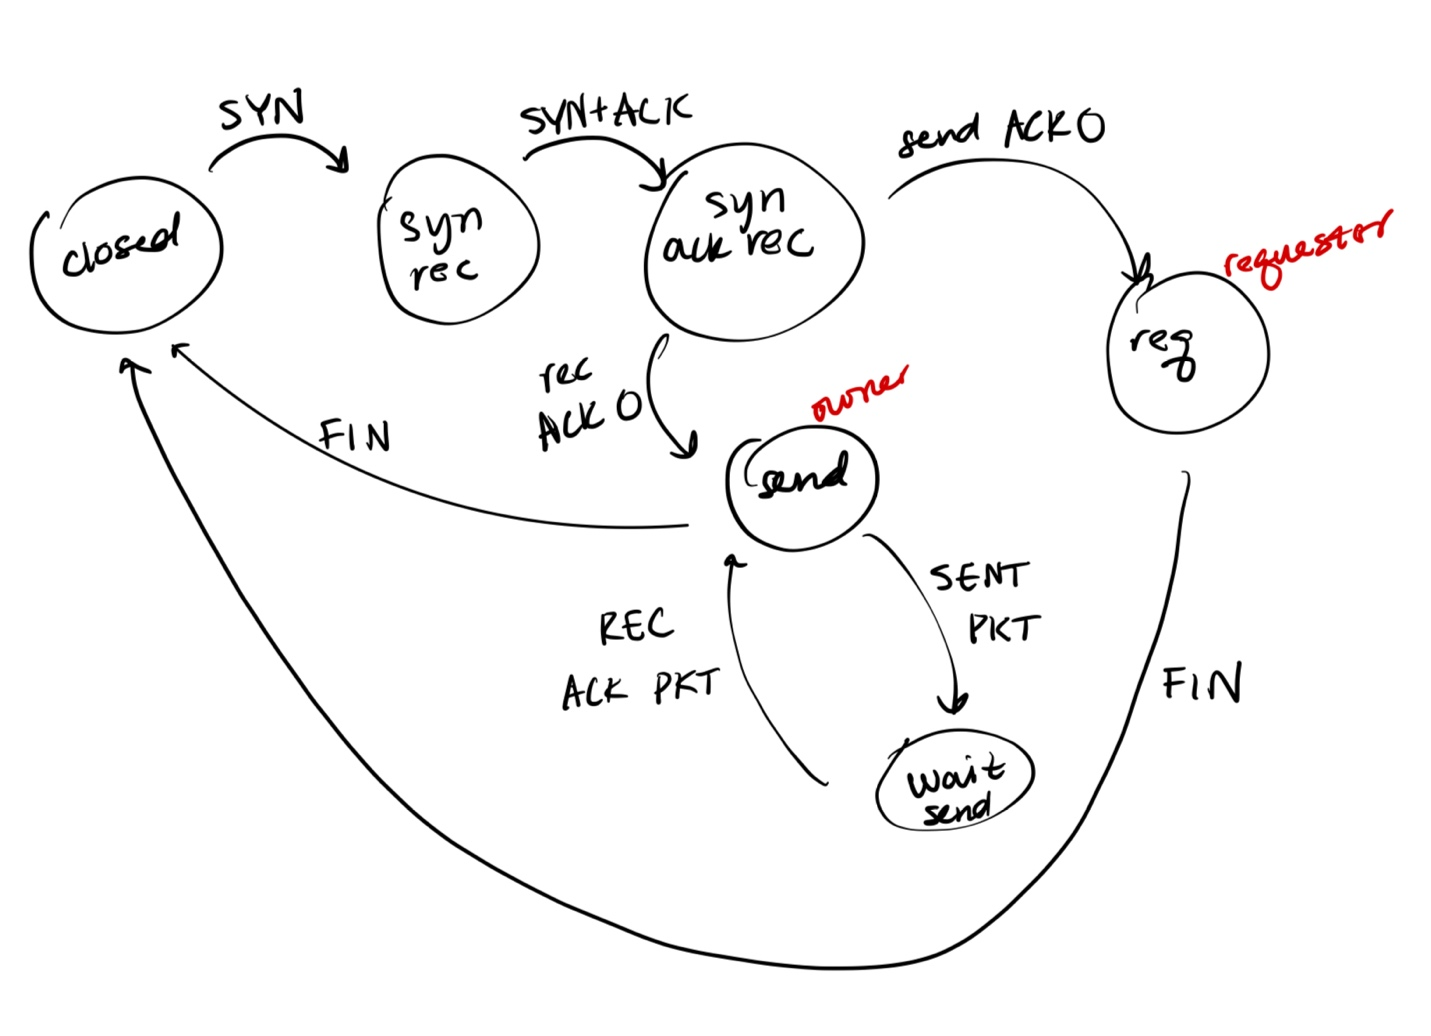 SYN
SYN+ACK
send ACK 0
closed
syn
rec
syn
ack rec
requestor
req
rec
ACK 0
owner
send
FIN
SENT
PKT
REC
ACK PKT
FIN
wait
send